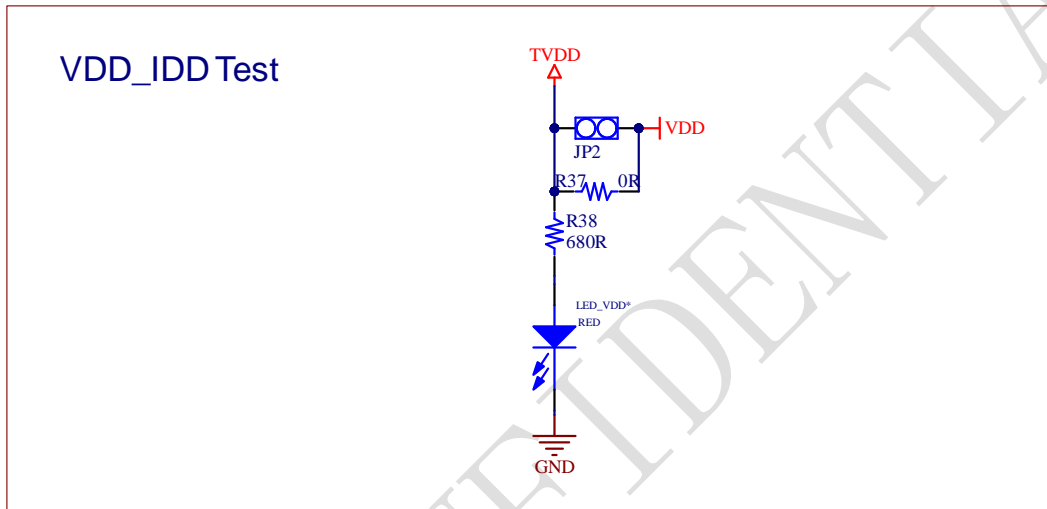 VDD_IDD Test
TVDD
VDD
JP2
R37 0R
R38
680R
LED_VDD*
RED
GND